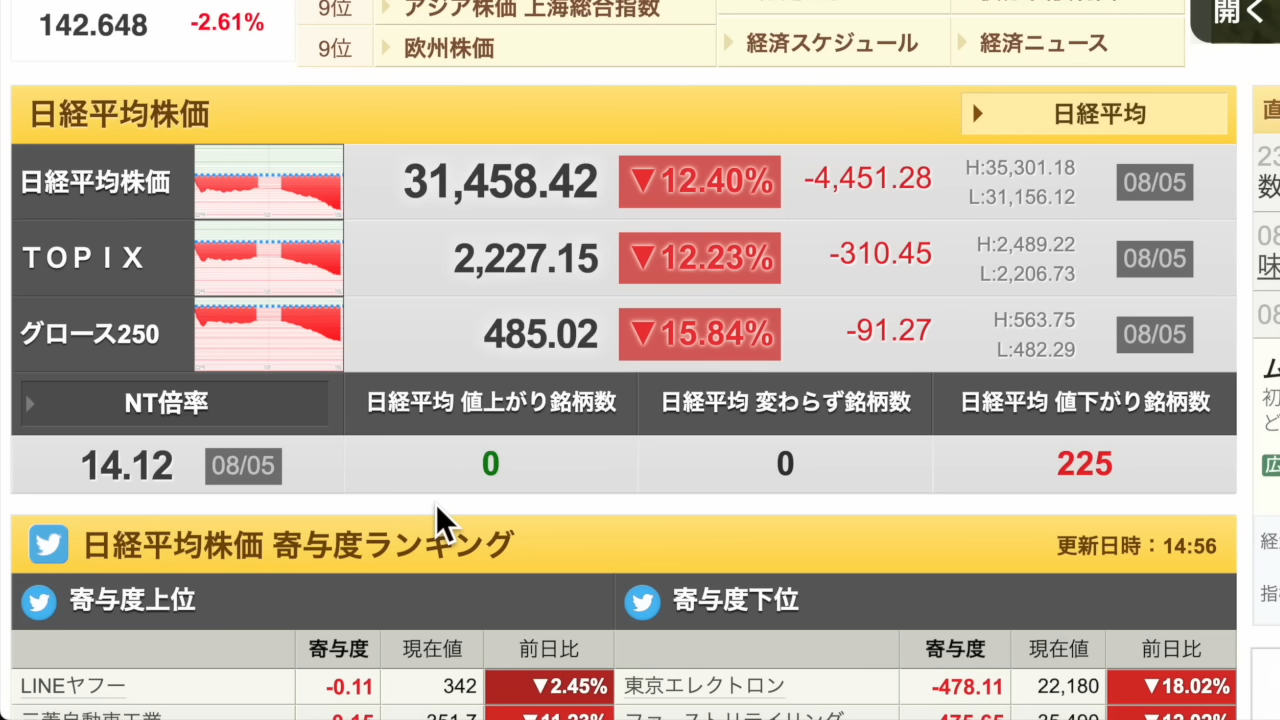 142.648 -2.61%
9位 アジア株価 上海総合指数
9位 欧州株価 経済スケジュール 経済ニュース
開く
日経平均株価 日経平均
日経平均株価 31,458.42 ▼12.40% -4,451.28 H:35,301.18 L:31,156.12 08/05
TOPIX 2,227.15 ▼12.23% -310.45 H:2,489.22 L:2,206.73 08/05
グロース250 485.02 ▼15.84% -91.27 H:563.75 L:482.29 08/05
NT倍率 日経平均 値上がり銘柄数 日経平均 変わらず銘柄数 日経平均 値下がり銘柄数
14.12 08/05 0 0 225
日経平均株価 寄与度ランキング 更新日時：14:56
寄与度上位 寄与度下位
寄与度 現在値 前日比 寄与度 現在値 前日比
LINEヤフー -0.11 342 ▼2.45% 東京エレクトロン -478.11 22,180 ▼18.02%